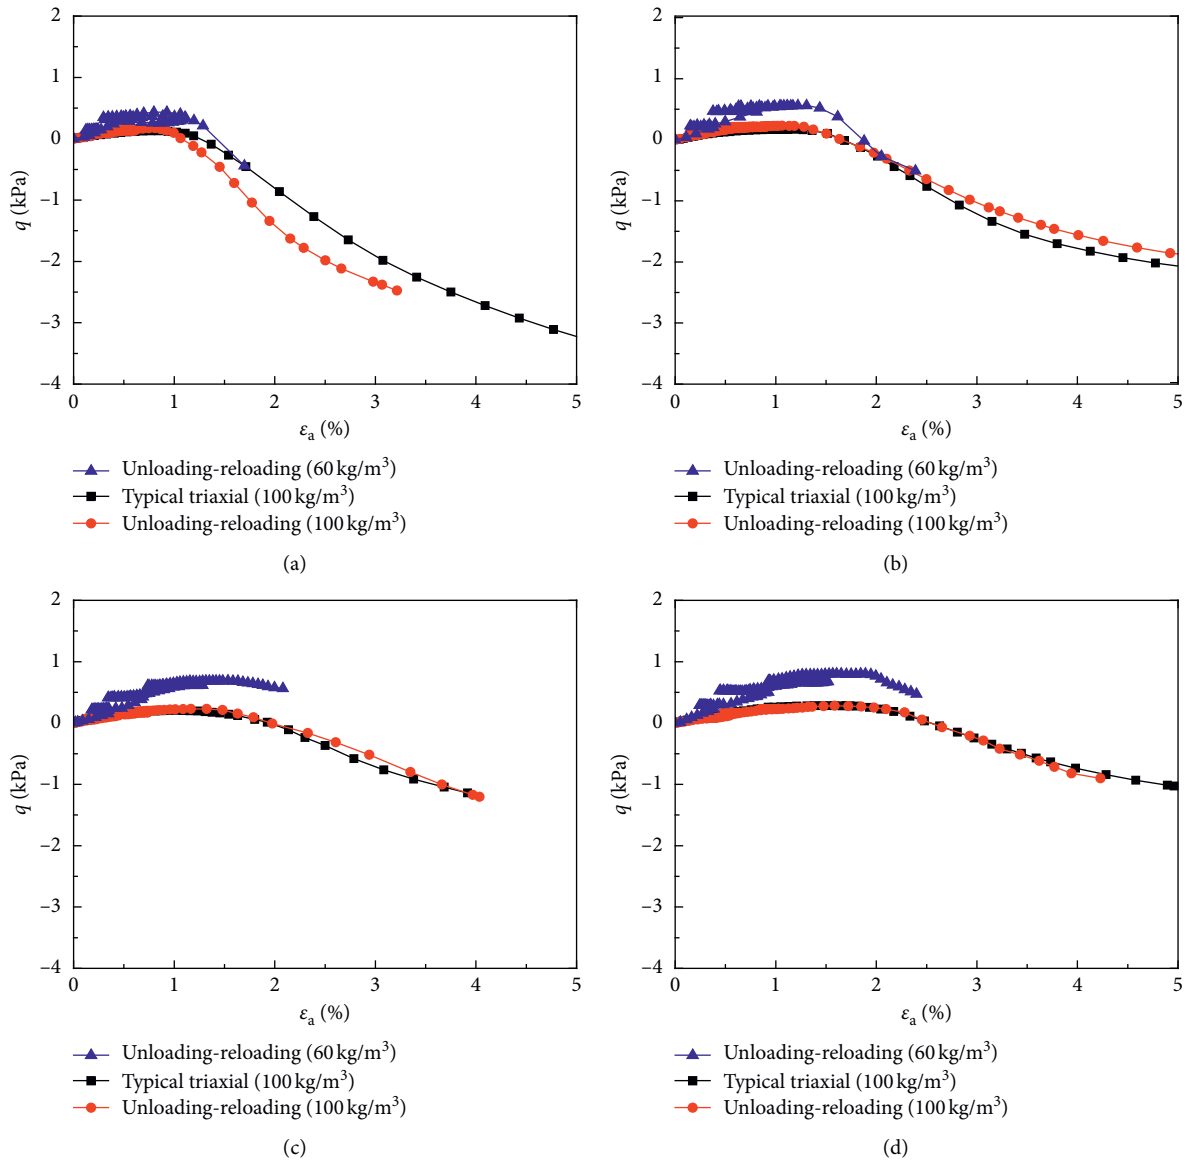 2
1
0
–1
–2
–3
–4
q (kPa)
0 1 2 3 4 5
εa (%)
Unloading-reloading (60 kg/m3)
Typical triaxial (100 kg/m3)
Unloading-reloading (100 kg/m3)
(a)
2
1
0
–1
–2
–3
–4
q (kPa)
0 1 2 3 4 5
εa (%)
Unloading-reloading (60 kg/m3)
Typical triaxial (100 kg/m3)
Unloading-reloading (100 kg/m3)
(b)
2
1
0
–1
–2
–3
–4
q (kPa)
0 1 2 3 4 5
εa (%)
Unloading-reloading (60 kg/m3)
Typical triaxial (100 kg/m3)
Unloading-reloading (100 kg/m3)
(c)
2
1
0
–1
–2
–3
–4
q (kPa)
0 1 2 3 4 5
εa (%)
Unloading-reloading (60 kg/m3)
Typical triaxial (100 kg/m3)
Unloading-reloading (100 kg/m3)
(d)